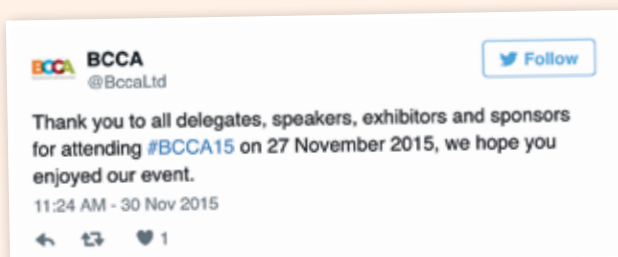 BCCA
BCCA
@BccaLtd
Follow
Thank you to all delegates, speakers, exhibitors and sponsors
for attending #BCCA15 on 27 November 2015, we hope you
enjoyed our event.
11:24 AM - 30 Nov 2015
1